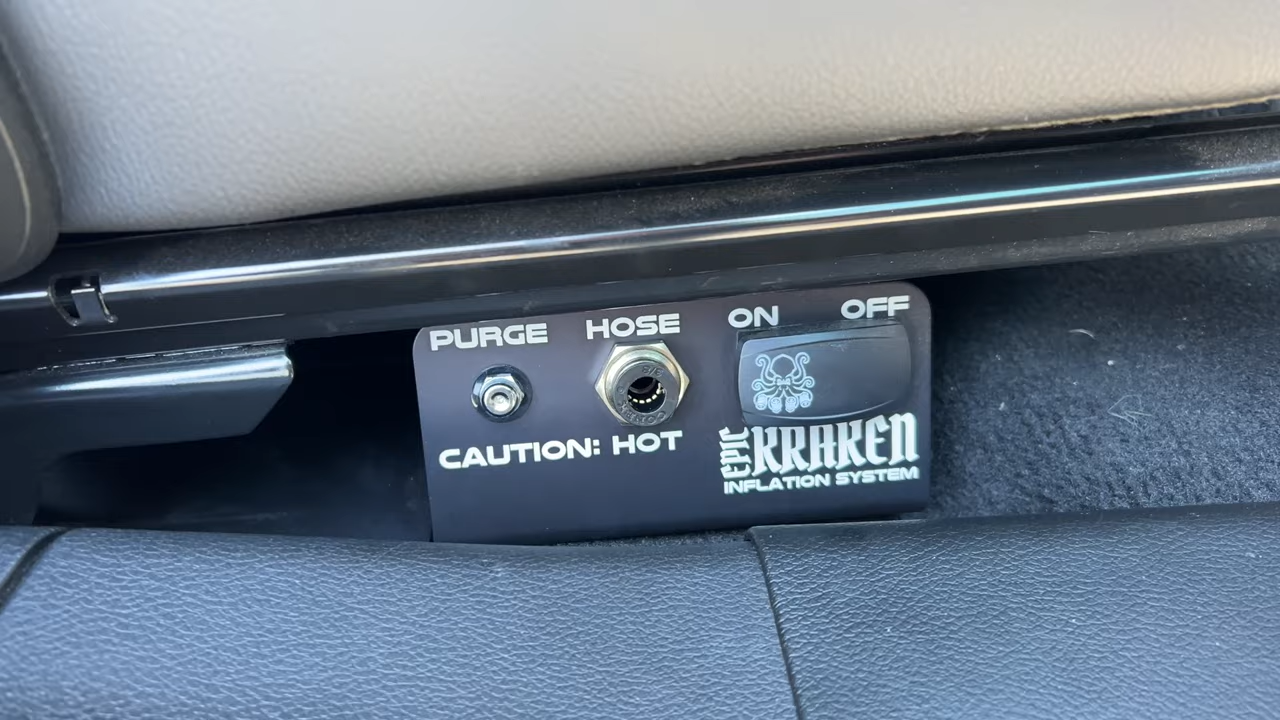 PURGE HOSE ON OFF
CAUTION: HOT
EPIC KRAKEN
INFLATION SYSTEM